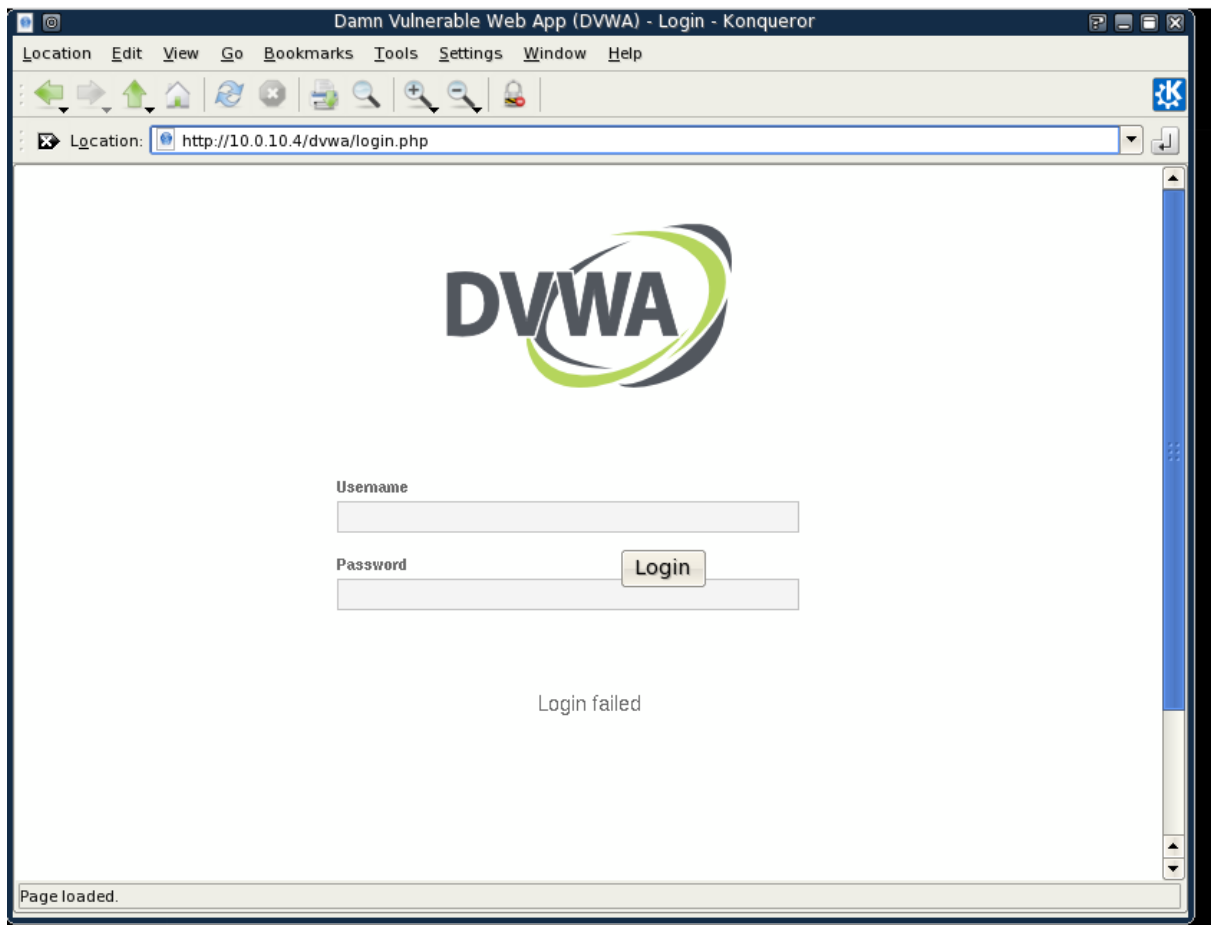 Damn Vulnerable Web App (DVWA) - Login - Konqueror
Location Edit View Go Bookmarks Tools Settings Window Help
Location: http://10.0.10.4/dvwa/login.php
DVWA
Username
Password
Login
Login failed
Page loaded.